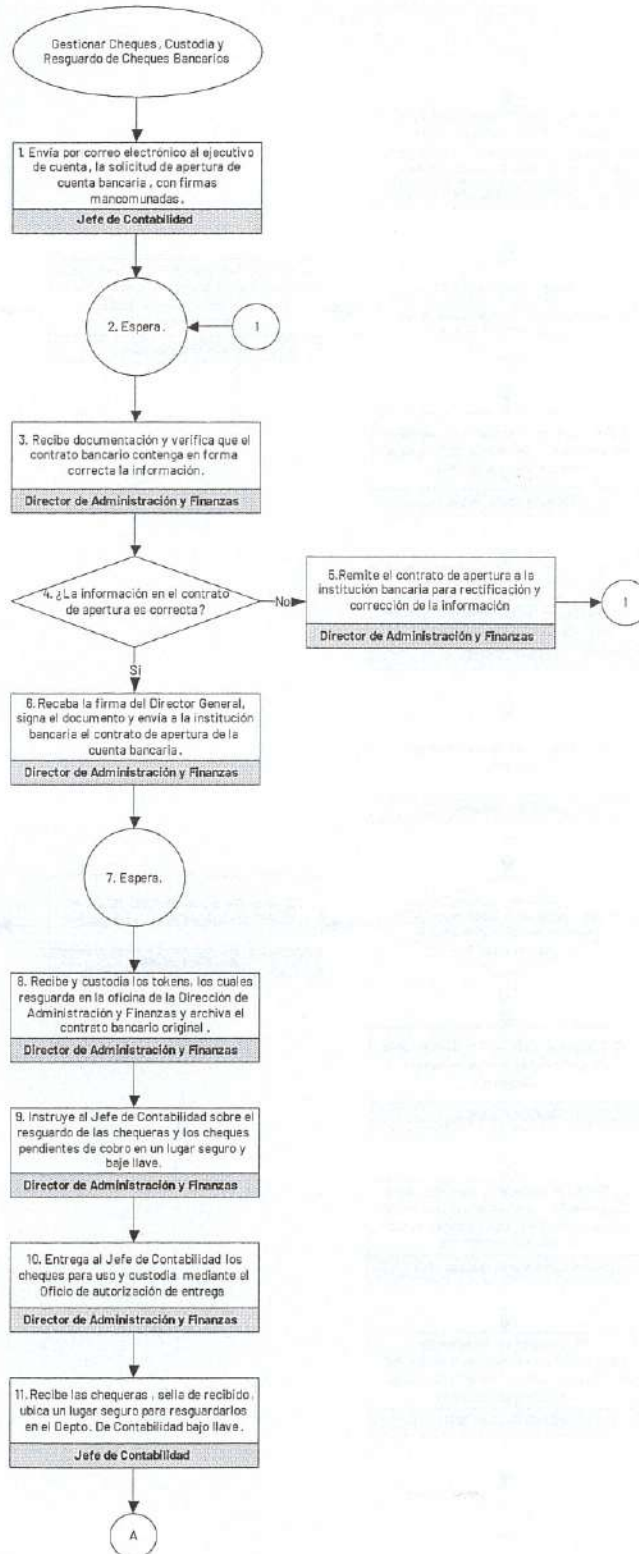 Gestionar Cheques, Custodia y
Resguardo de Cheques Bancarios
1. Envía por correo electrónico al ejecutivo
de cuenta, la solicitud de apertura de
cuenta bancaria, con firmas
mancomunadas.
Jefe de Contabilidad
2. Espera.
1
3. Recibe documentación y verifica que el
contrato bancario contenga en forma
correcta la información.
Director de Administración y Finanzas
4. ¿La información en el contrato
de apertura es correcta?
No
5.Remite el contrato de apertura a la
institución bancaria para rectificación y
corrección de la información
Director de Administración y Finanzas
1
Sí
6. Recaba la firma del Director General,
signa el documento y envía a la institución
bancaria el contrato de apertura de la
cuenta bancaria.
Director de Administración y Finanzas
7. Espera.
8. Recibe y custodia los tokens, los cuales
resguarda en la oficina de la Dirección de
Administración y Finanzas y archiva el
contrato bancario original.
Director de Administración y Finanzas
9. Instruye al Jefe de Contabilidad sobre el
resguardo de las chequeras y los cheques
pendientes de cobro en un lugar seguro y
baje llave.
Director de Administración y Finanzas
10. Entrega al Jefe de Contabilidad los
cheques para uso y custodia mediante el
Oficio de autorización de entrega
Director de Administración y Finanzas
11. Recibe las chequeras, sella de recibido,
ubica un lugar seguro para resguardarlos
en el Depto. De Contabilidad bajo llave.
Jefe de Contabilidad
A